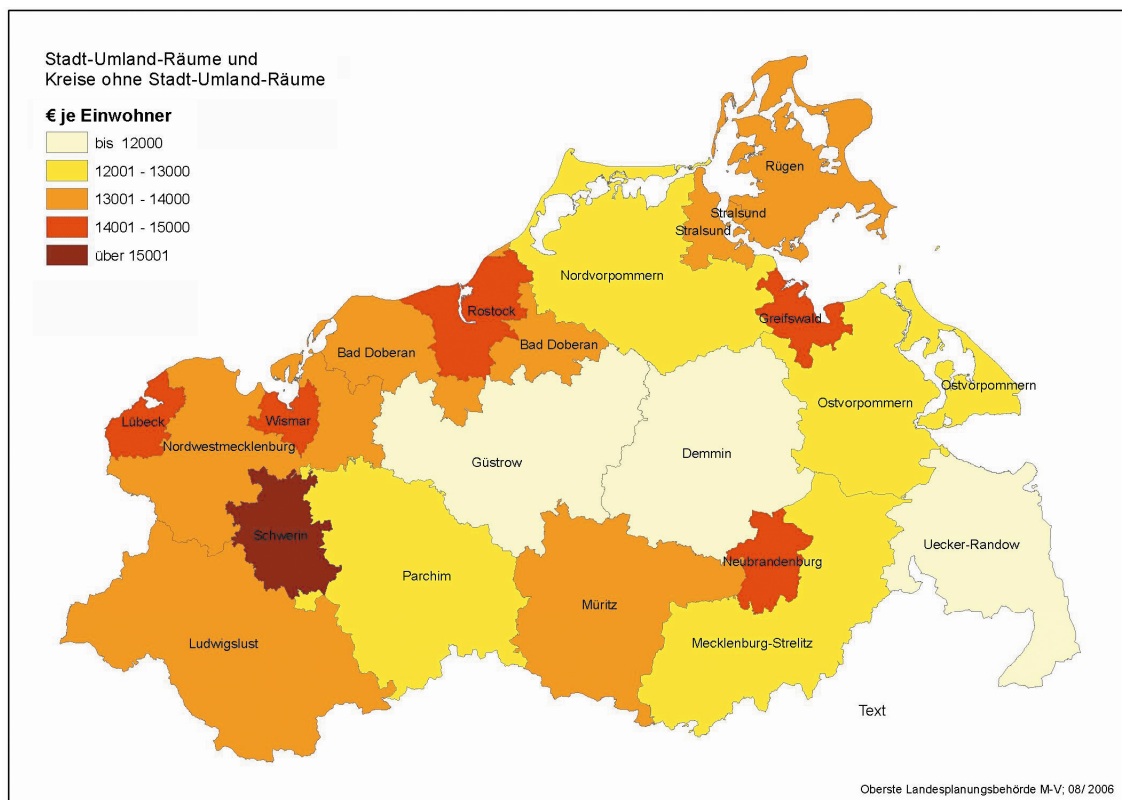 Stadt-Umland-Räume und
Kreise ohne Stadt-Umland-Räume
€ je Einwohner
bis 12000
12001 - 13000
13001 - 14000
14001 - 15000
über 15001
Rügen
Stralsund
Stralsund
Nordvorpommern
Rostock
Greifswald
Bad Doberan
Bad Doberan
Ostvorpommern
Ostvorpommern
Lübeck
Wismar
Nordwestmecklenburg
Güstrow
Demmin
Schwerin
Uecker-Randow
Neubrandenburg
Parchim
Müritz
Ludwigslust
Mecklenburg-Strelitz
Text
Oberste Landesplanungsbehörde M-V; 08/ 2006